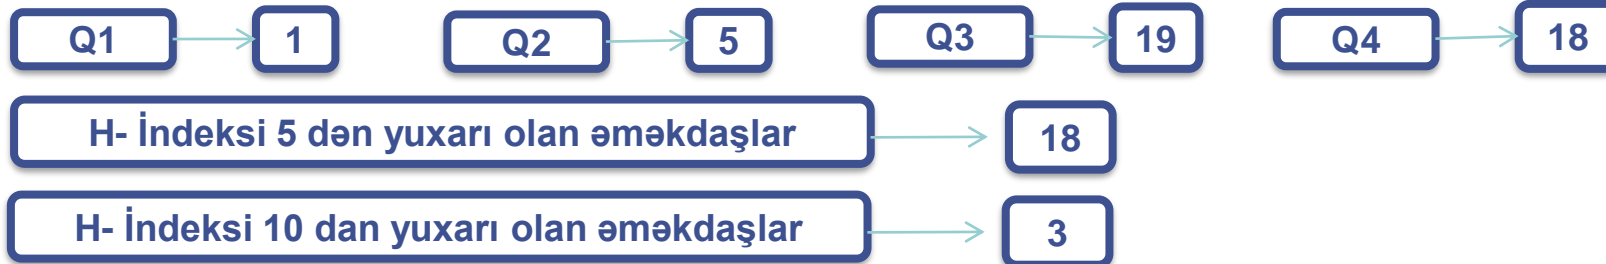 Q1 1 Q2 5 Q3 19 Q4 18
H- İndeksi 5 dən yuxarı olan əməkdaşlar 18
H- İndeksi 10 dan yuxarı olan əməkdaşlar 3